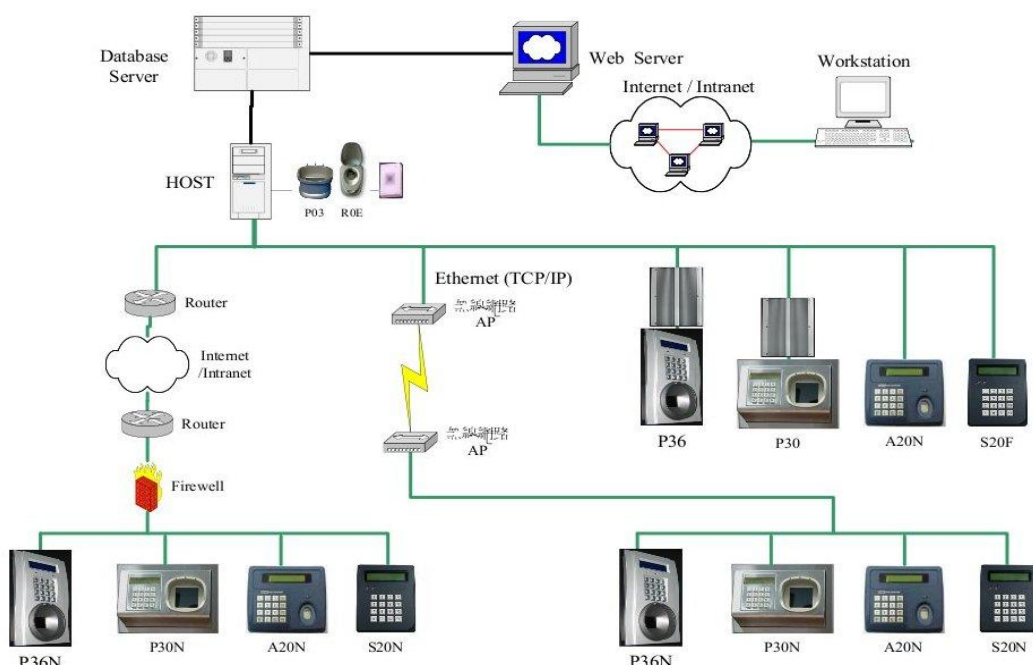 Database
Server
Web Server
Workstation
Internet / Intranet
HOST
P03
R0E
Ethernet (TCP/IP)
Router
AP
Internet
/Intranet
Router
AP
Firewell
P36
P30
A20N
S20F
P36N
P30N
A20N
S20N
P36N
P30N
A20N
S20N